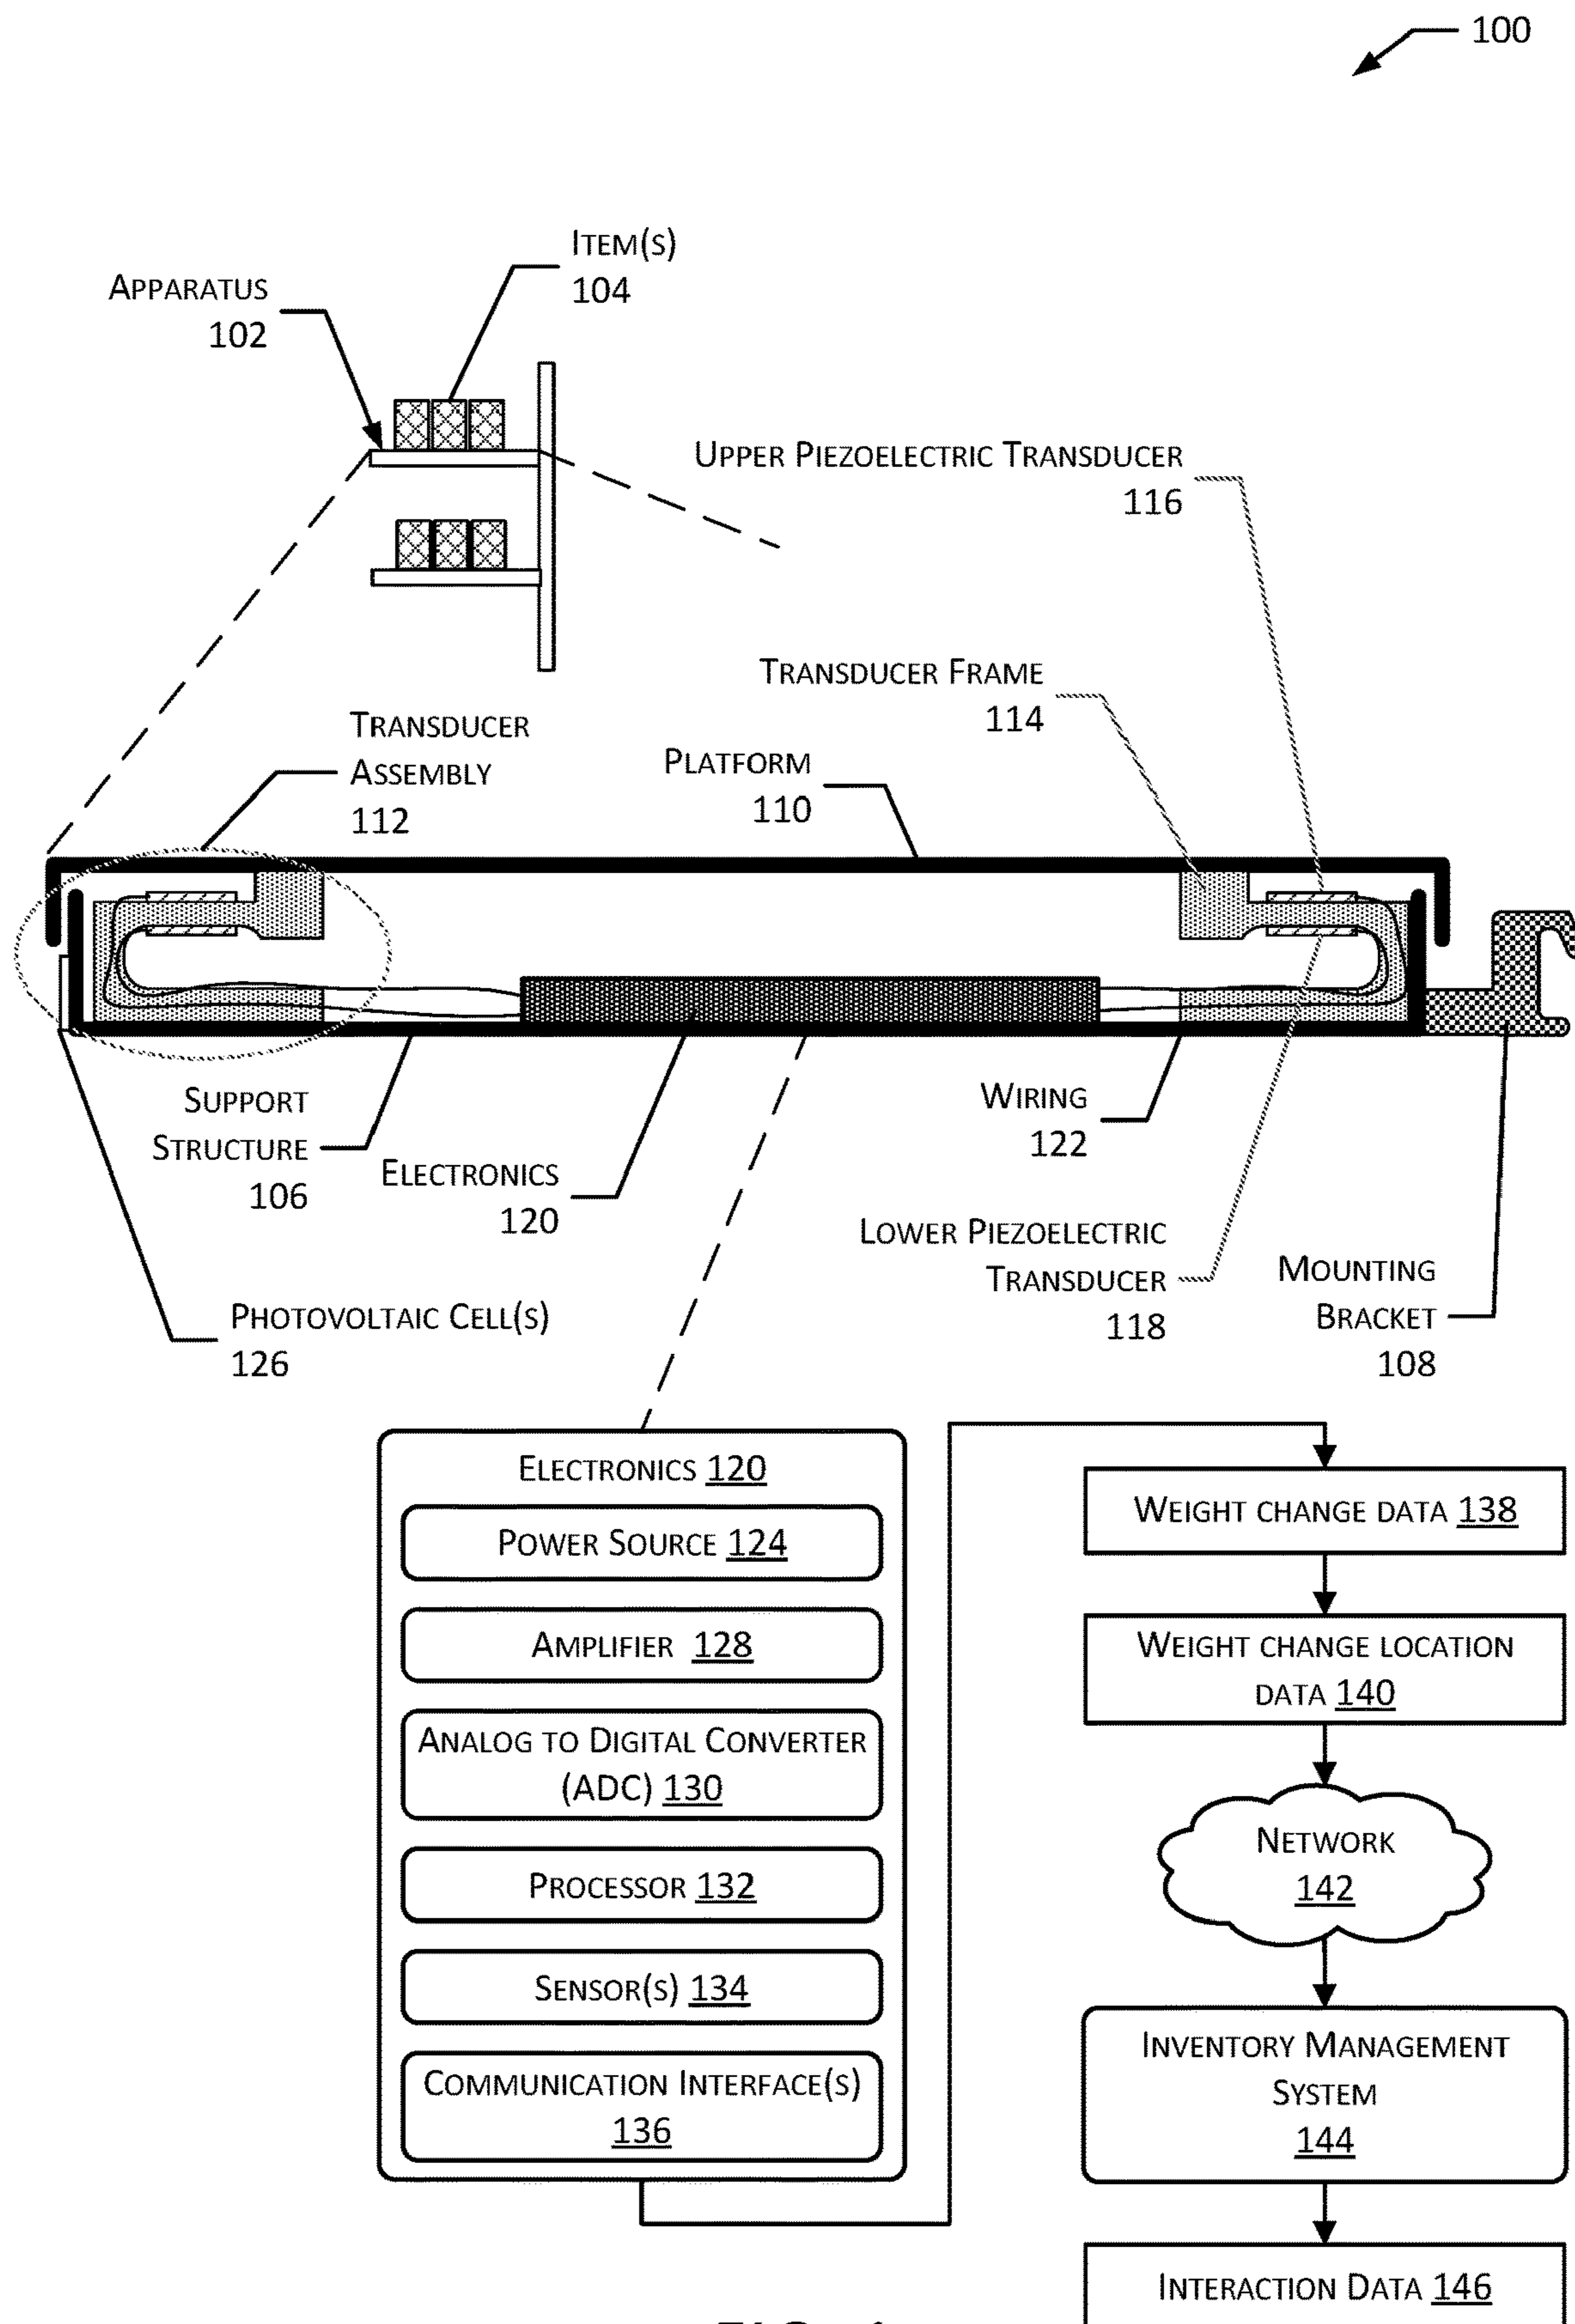 100
ITEM(S)
104
APPARATUS
102
UPPER PIEZOELECTRIC TRANSDUCER
116
TRANSDUCER FRAME
114
TRANSDUCER
ASSEMBLY
112
PLATFORM
110
SUPPORT
STRUCTURE
106
ELECTRONICS
120
WIRING
122
LOWER PIEZOELECTRIC
TRANSDUCER
118
MOUNTING
BRACKET
108
PHOTOVOLTAIC CELL(S)
126
ELECTRONICS 120
POWER SOURCE 124
AMPLIFIER 128
ANALOG TO DIGITAL CONVERTER
(ADC) 130
PROCESSOR 132
SENSOR(S) 134
COMMUNICATION INTERFACE(S)
136
WEIGHT CHANGE DATA 138
WEIGHT CHANGE LOCATION
DATA 140
NETWORK
142
INVENTORY MANAGEMENT
SYSTEM
144
INTERACTION DATA 146